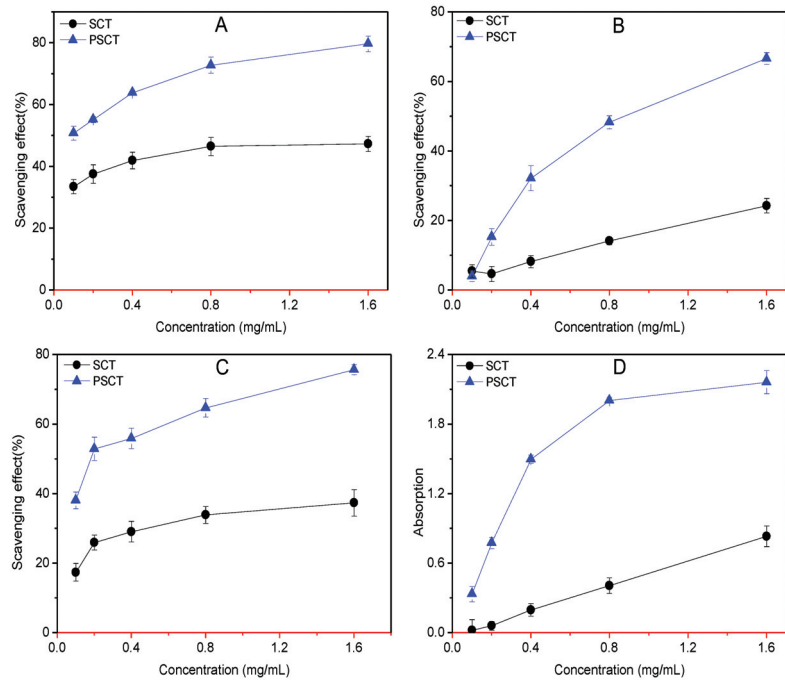 A
SCT
PSCT
80
60
40
20
0
Scavenging effect(%)
0.0 0.4 0.8 1.2 1.6
Concentration (mg/mL)
B
SCT
PSCT
80
60
40
20
0
Scavenging effect(%)
0.0 0.4 0.8 1.2 1.6
Concentration (mg/mL)
C
SCT
PSCT
80
60
40
20
0
Scavenging effect(%)
0.0 0.4 0.8 1.2 1.6
Concentration (mg/mL)
D
SCT
PSCT
2.4
1.8
1.2
0.6
0.0
Absorption
0.0 0.4 0.8 1.2 1.6
Concentration (mg/mL)